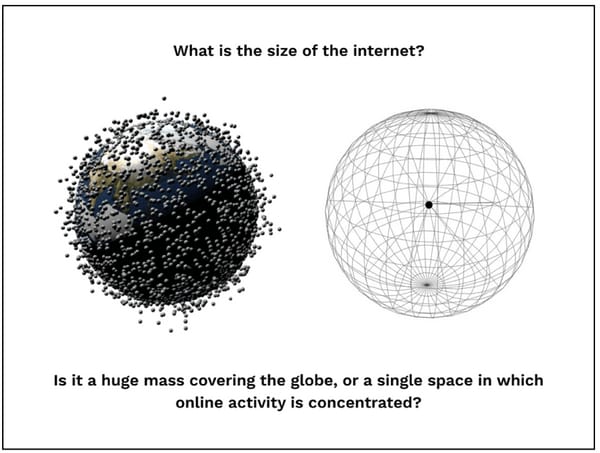 What is the size of the internet?
Is it a huge mass covering the globe, or a single space in which
online activity is concentrated?